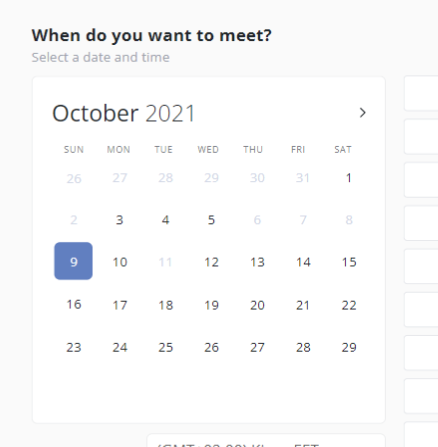 When do you want to meet?
Select a date and time
October 2021
SUN MON TUE WED THU FRI SAT
26 27 28 29 30 31 1
2 3 4 5 6 7 8
9 10 11 12 13 14 15
16 17 18 19 20 21 22
23 24 25 26 27 28 29